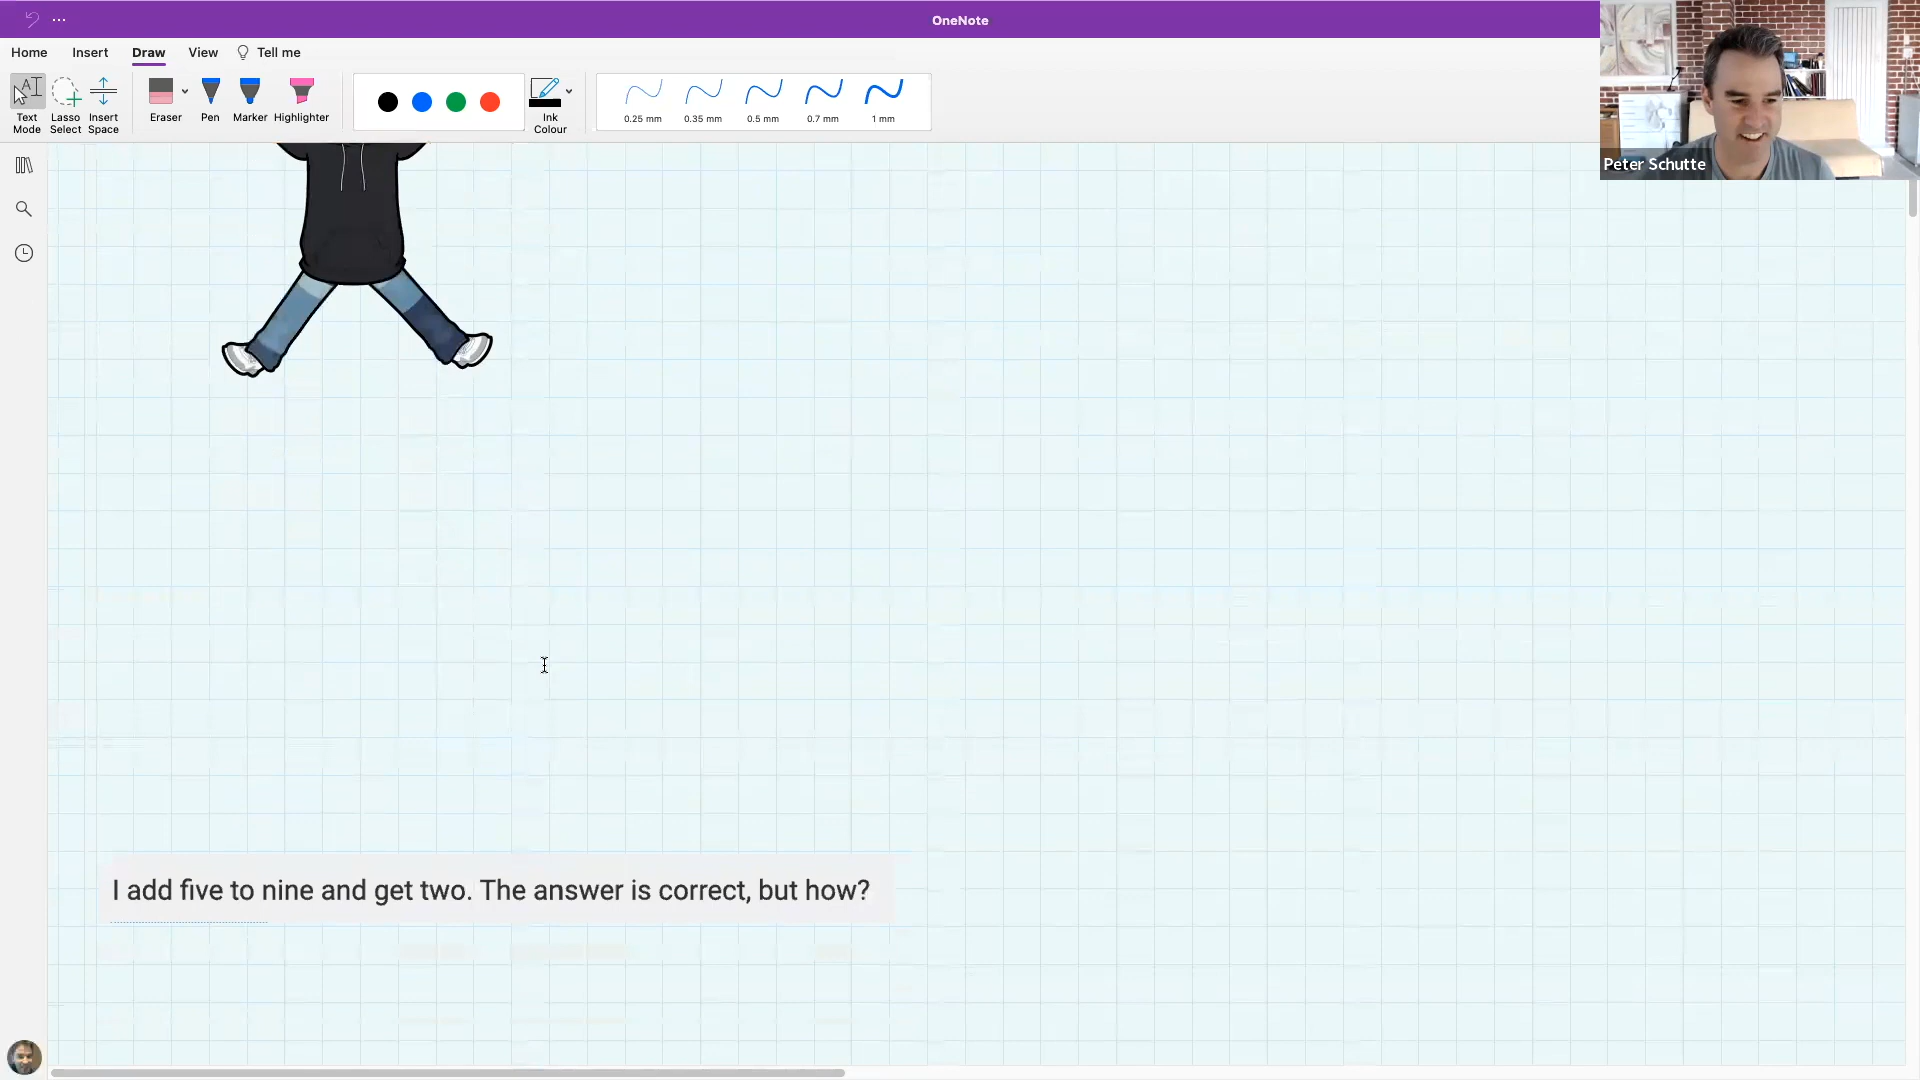 OneNote
Home Insert Draw View Tell me
Text Mode
Lasso Select
Insert Space
Eraser
Pen
Marker
Highlighter
Ink Colour
0.25 mm
0.35 mm
0.5 mm
0.7 mm
1 mm
Peter Schutte
I add five to nine and get two. The answer is correct, but how?